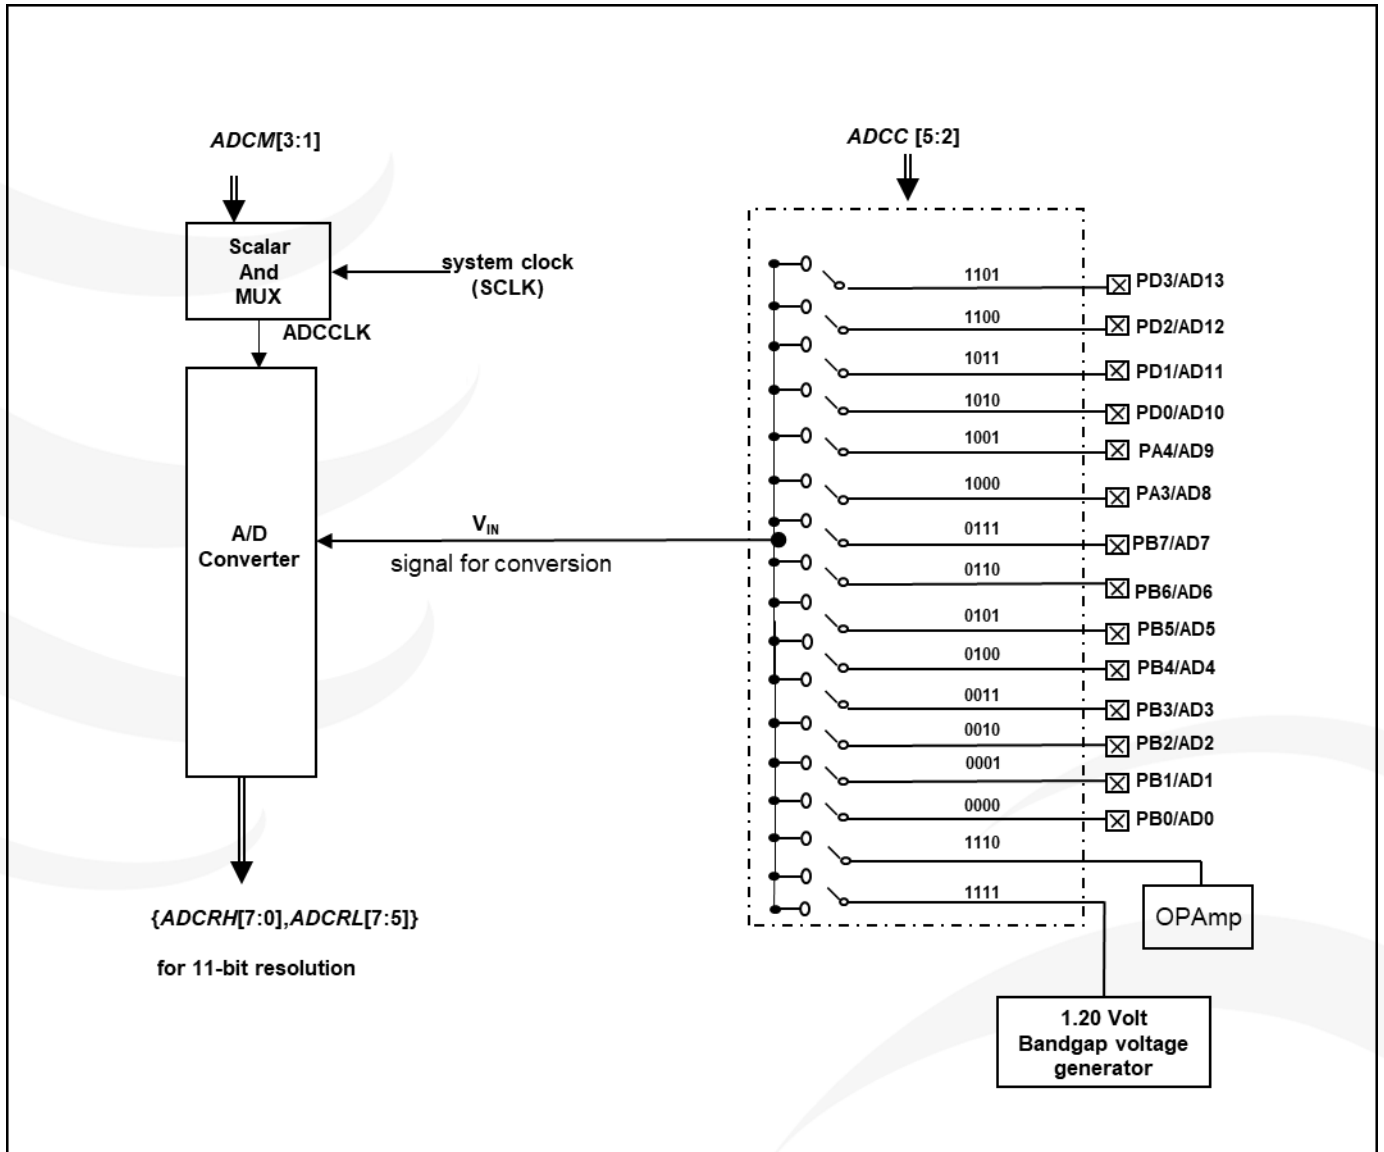 ADCM[3:1]
ADCC [5:2]
Scalar
And
MUX
system clock
(SCLK)
ADCCLK
1101
PD3/AD13
1100
PD2/AD12
1011
PD1/AD11
1010
PD0/AD10
1001
PA4/AD9
1000
PA3/AD8
A/D
Converter
VIN
signal for conversion
0111
PB7/AD7
0110
PB6/AD6
0101
PB5/AD5
0100
PB4/AD4
0011
PB3/AD3
0010
PB2/AD2
0001
PB1/AD1
0000
PB0/AD0
1110
1111
OPAmp
{ADCRH[7:0],ADCRL[7:5]}
for 11-bit resolution
1.20 Volt
Bandgap voltage
generator